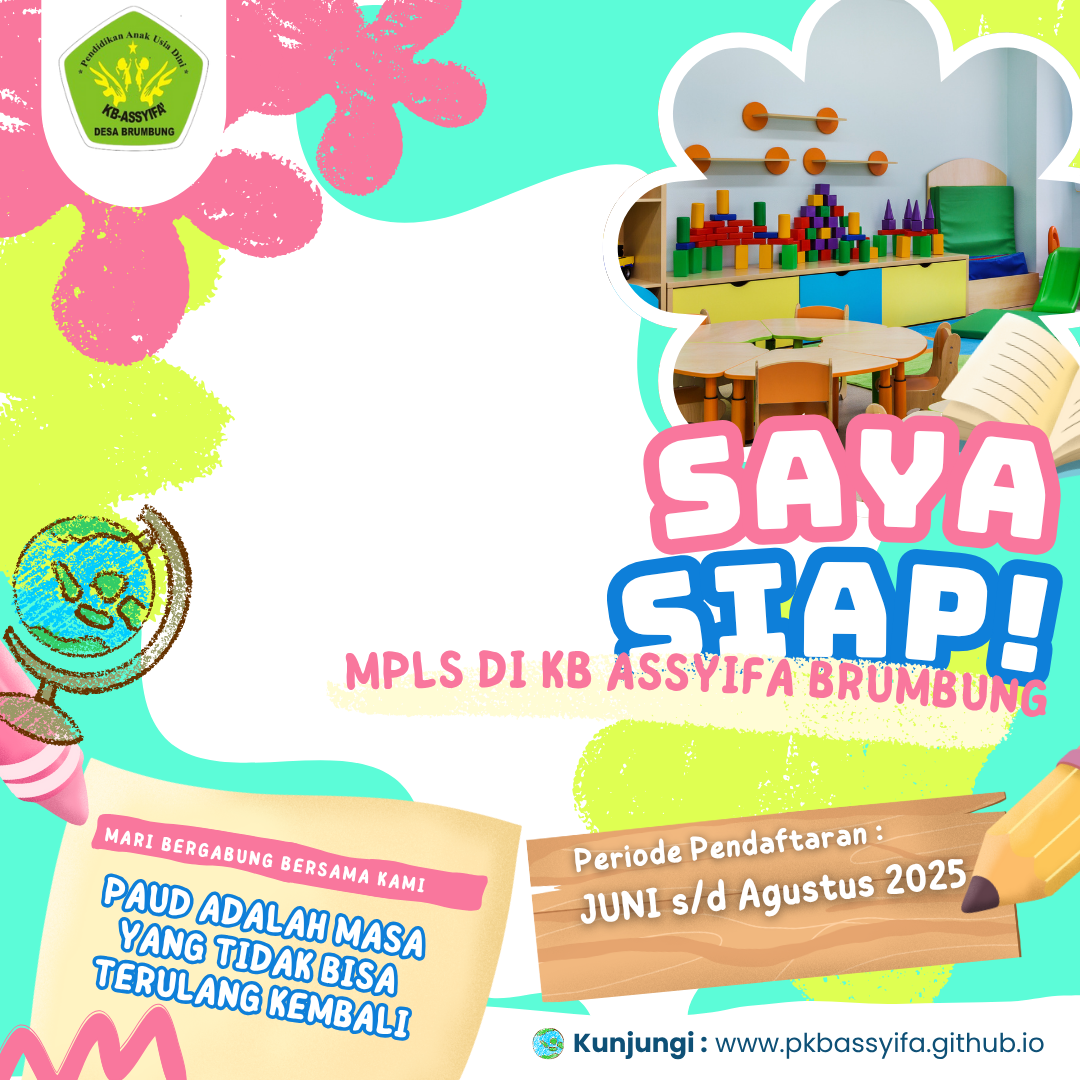 * Pendidikan Anak Usia Dini *
KB-ASSYIFA'
DESA BRUMBUNG
SAYA
SIAP!
MPLS DI KB ASSYIFA BRUMBUNG
MARI BERGABUNG BERSAMA KAMI
PAUD ADALAH MASA
YANG TIDAK BISA
TERULANG KEMBALI
Periode Pendaftaran :
JUNI s/d Agustus 2025
Kunjungi : www.pkbassyifa.github.io